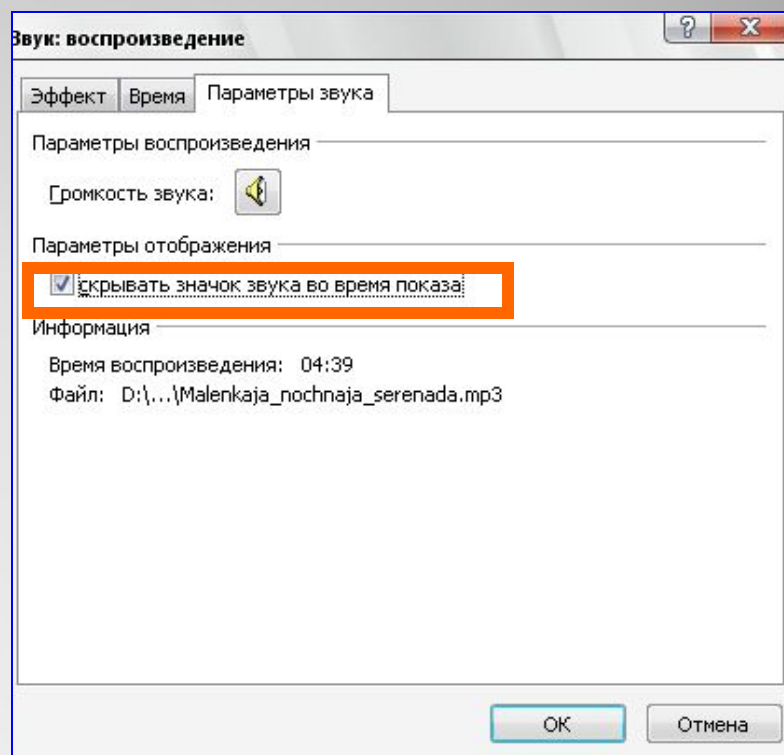 Звук: воспроизведение
Эффект Время Параметры звука
Параметры воспроизведения
Громкость звука:
Параметры отображения
скрывать значок звука во время показа
Информация
Время воспроизведения: 04:39
Файл: D:\...\Malenkaja_nochnaja_serenada.mp3
ОК Отмена